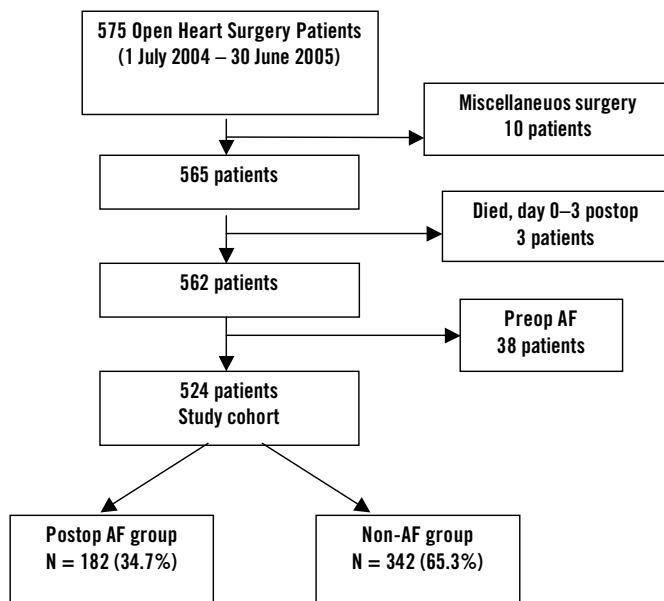 575 Open Heart Surgery Patients
(1 July 2004 – 30 June 2005)
Miscellaneuos surgery
10 patients
565 patients
Died, day 0–3 postop
3 patients
562 patients
Preop AF
38 patients
524 patients
Study cohort
Postop AF group
N = 182 (34.7%)
Non-AF group
N = 342 (65.3%)